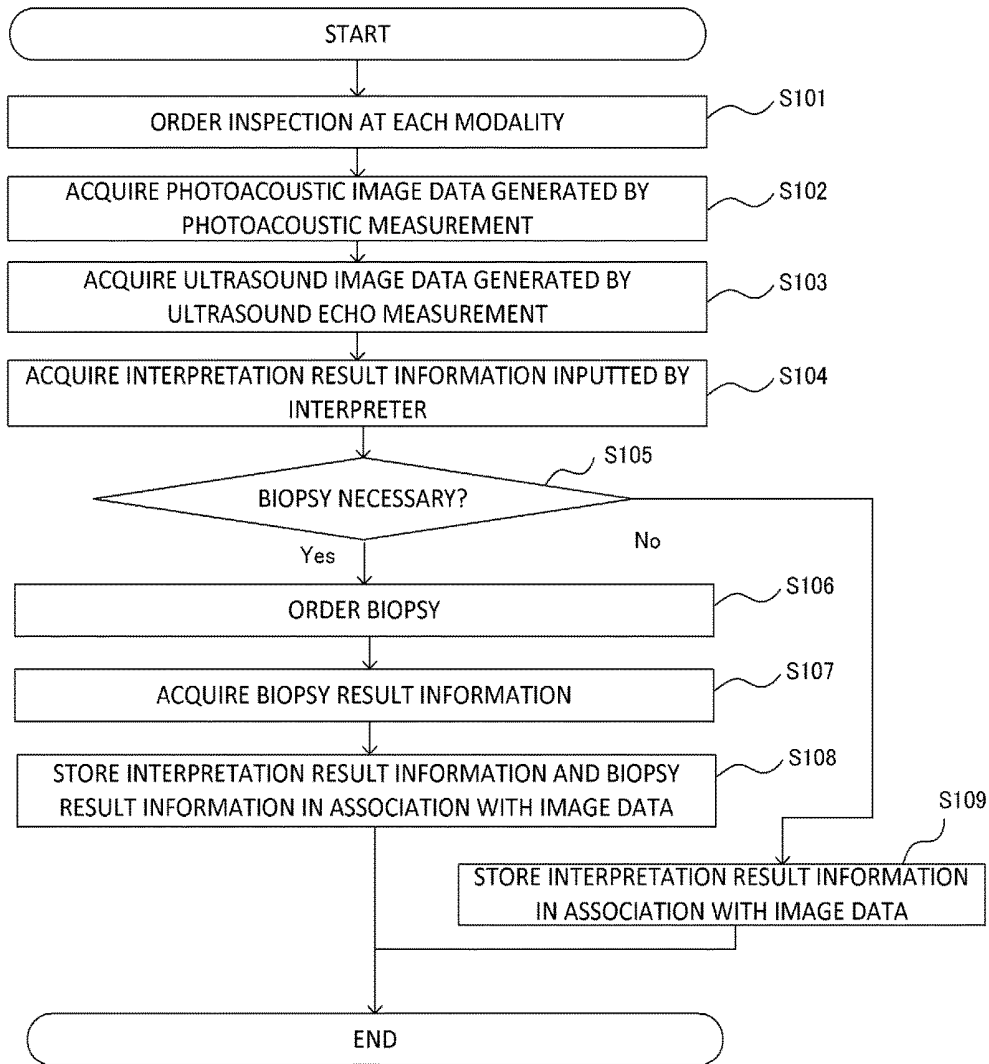 START
S101
ORDER INSPECTION AT EACH MODALITY
S102
ACQUIRE PHOTOACOUSTIC IMAGE DATA GENERATED BY
PHOTOACOUSTIC MEASUREMENT
S103
ACQUIRE ULTRASOUND IMAGE DATA GENERATED BY
ULTRASOUND ECHO MEASUREMENT
S104
ACQUIRE INTERPRETATION RESULT INFORMATION INPUTTED BY
INTERPRETER
S105
BIOPSY NECESSARY?
Yes
No
S106
ORDER BIOPSY
S107
ACQUIRE BIOPSY RESULT INFORMATION
S108
STORE INTERPRETATION RESULT INFORMATION AND BIOPSY
RESULT INFORMATION IN ASSOCIATION WITH IMAGE DATA
S109
STORE INTERPRETATION RESULT INFORMATION
IN ASSOCIATION WITH IMAGE DATA
END